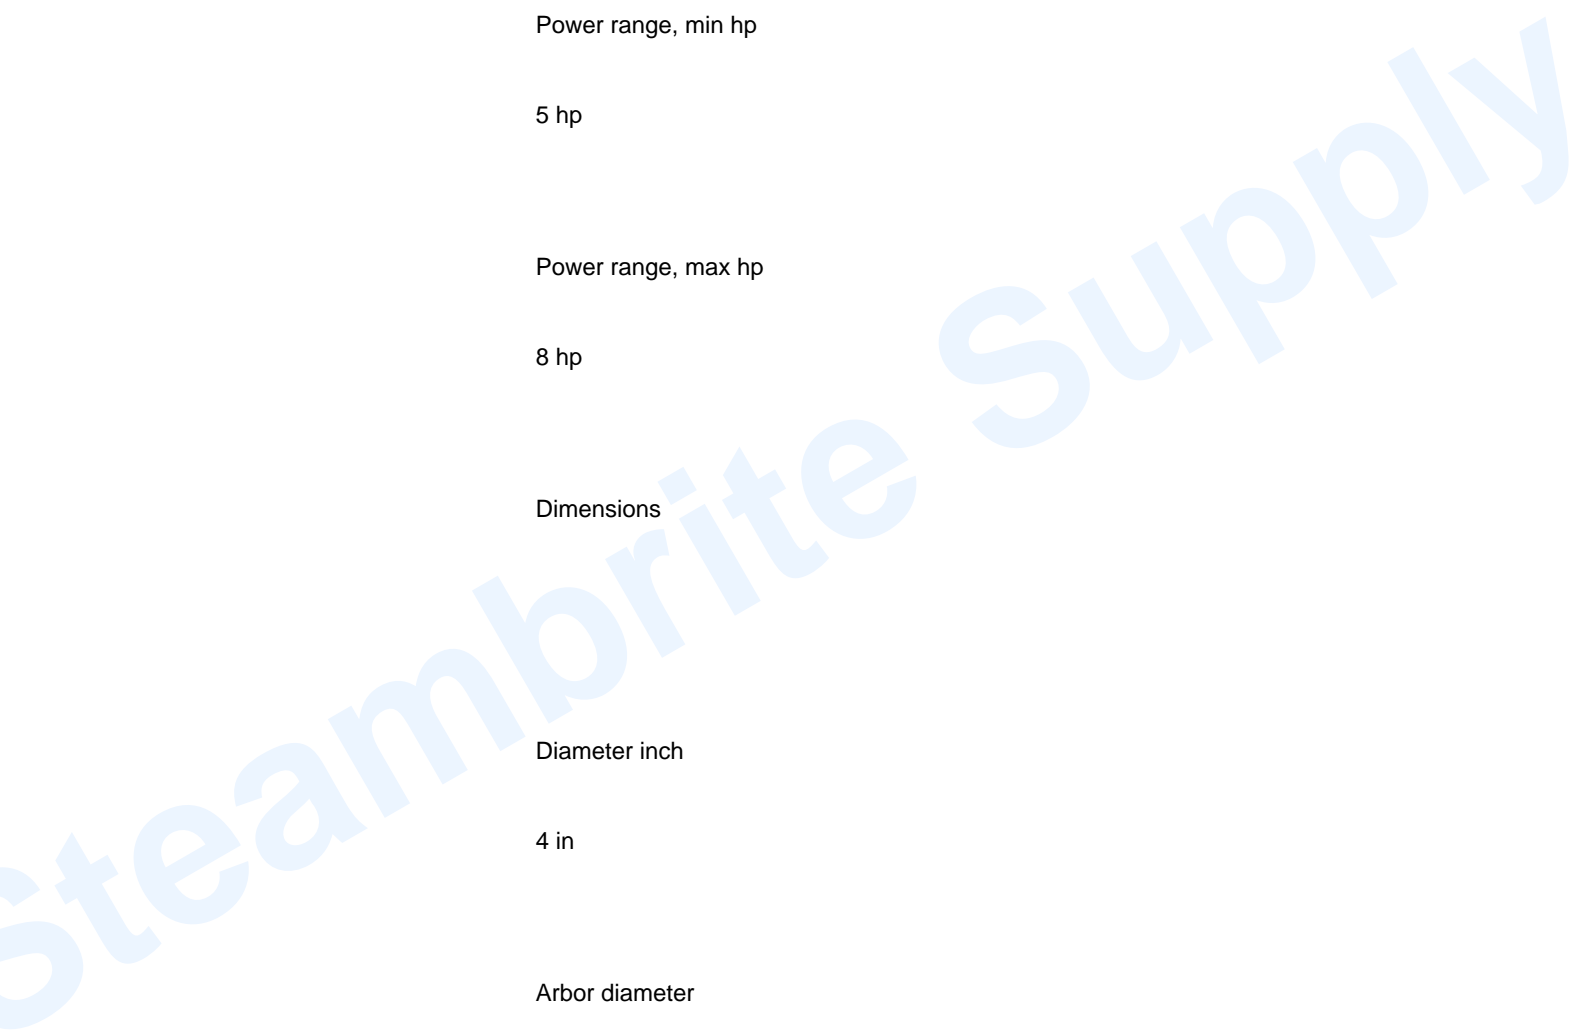 Power range, min hp
5 hp
Power range, max hp
8 hp
Dimensions
Diameter inch
4 in
Arbor diameter
Steambrite Supply